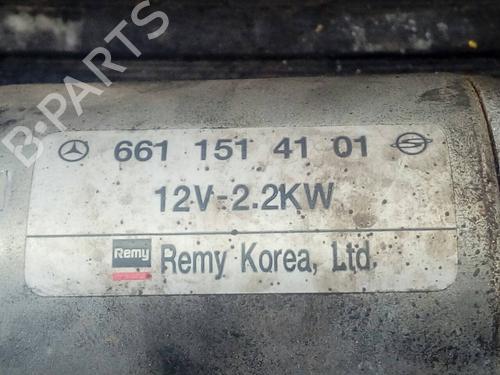 B-PARTS
661 151 41 01
12V-2.2KW
Remy Remy Korea, Ltd.